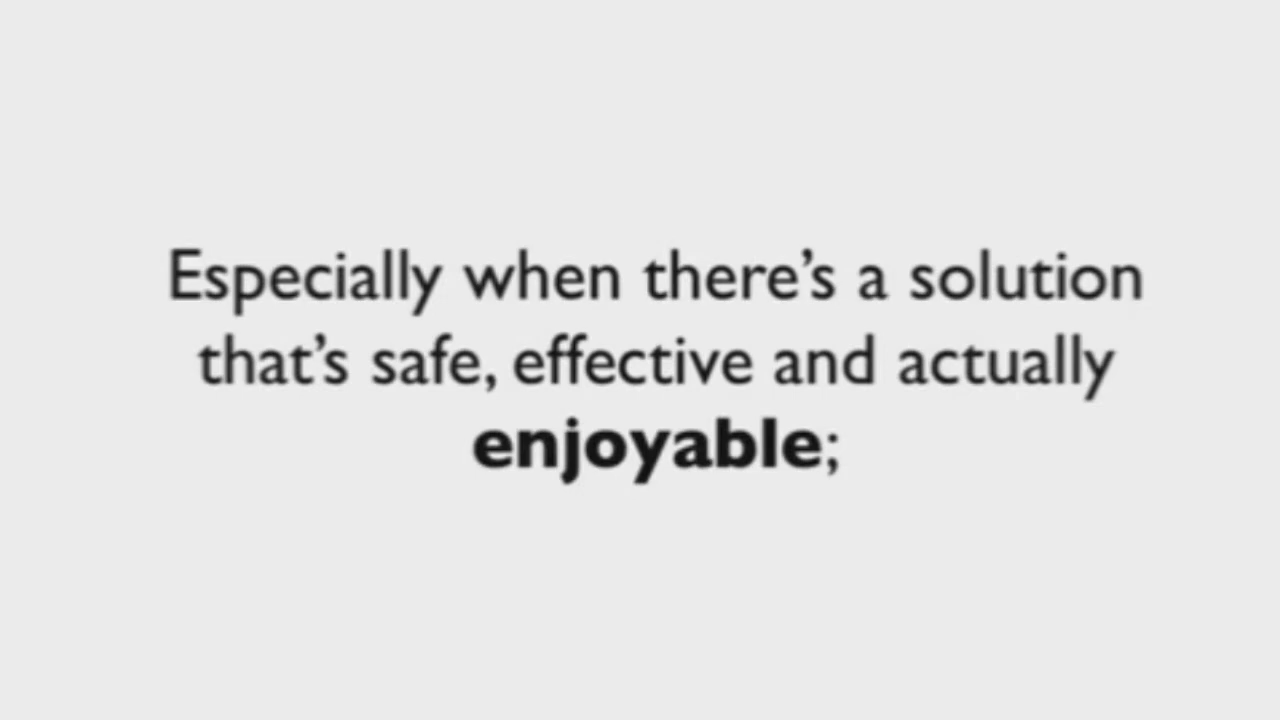 Especially when there’s a solution
that’s safe, effective and actually
enjoyable;